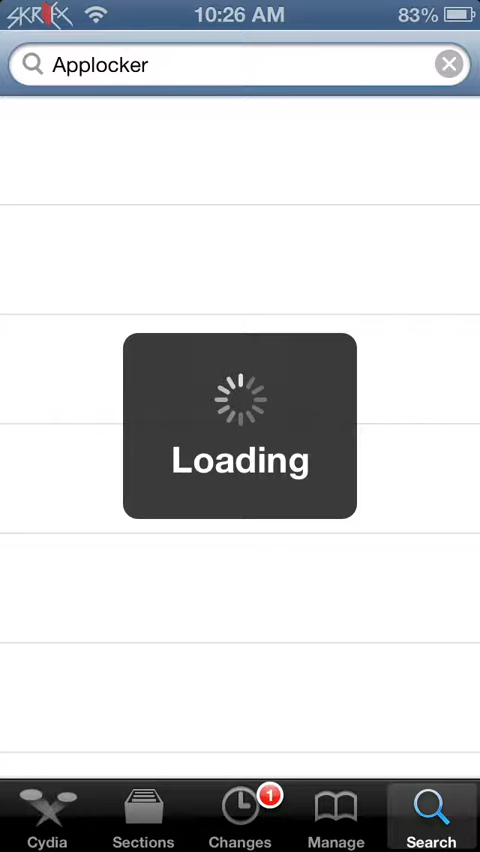 SKRILLEX 10:26 AM 83%
Applocker
Loading
1
Cydia Sections Changes Manage Search